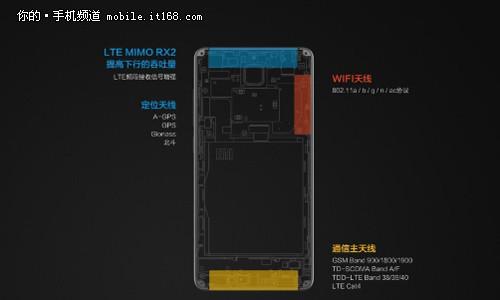 你的·手机频道 mobile.it168.com
LTE MIMO RX2
提高下行的吞吐量
LTE频段接收信号增强
定位天线
A-GPS
GPS
Glonass
北斗
WIFI天线
802.11a / b / g / n / ac协议
通信主天线
GSM Band 900/1800/1900
TD-SCDMA Band A/F
TDD-LTE Band 38/39/40
LTE Cat4